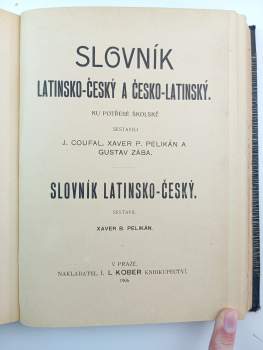 SLOVNÍK
LATINSKO-ČESKÝ A ČESKO-LATINSKÝ.
KU POTŘEBĚ ŠKOLSKÉ
SESTAVILI
J. COUFAL, XAVER P. PELIKÁN A
GUSTAV ŽÁBA.
SLOVNÍK LATINSKO-ČESKÝ.
SESTAVIL
XAVER B. PELIKÁN.
V PRAZE.
NAKLADATEL I. L. KOBER KNIHKUPECTVÍ.